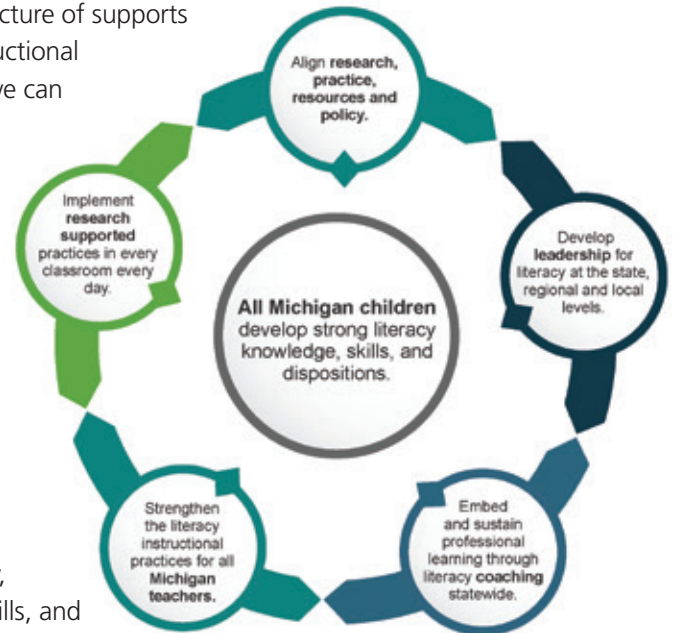 cture of supports
uctional
ve can
Align research,
practice,
resources and
policy.
Implement
research
supported
practices in every
classroom every
day.
Develop
leadership for
literacy at the state,
regional and local
levels.
All Michigan children
develop strong literacy
knowledge, skills, and
dispositions.
Strengthen
the literacy
instructional
practices for all
Michigan
teachers.
Embed
and sustain
professional
learning through
literacy coaching
statewide.
,
ills, and